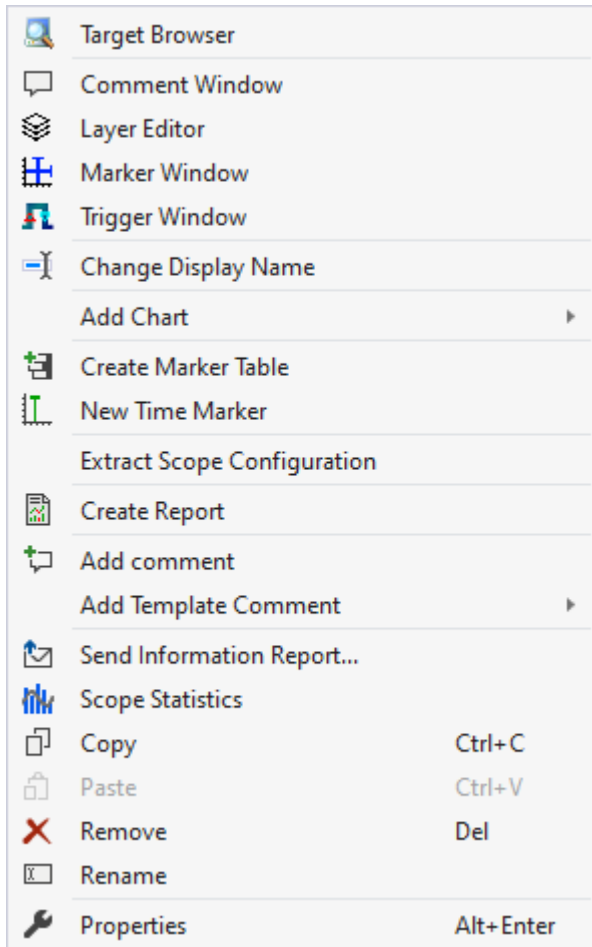 Target Browser
Comment Window
Layer Editor
Marker Window
Trigger Window
Change Display Name
Add Chart
Create Marker Table
New Time Marker
Extract Scope Configuration
Create Report
Add comment
Add Template Comment
Send Information Report...
Scope Statistics
Copy Ctrl+C
Paste Ctrl+V
Remove Del
Rename
Properties Alt+Enter